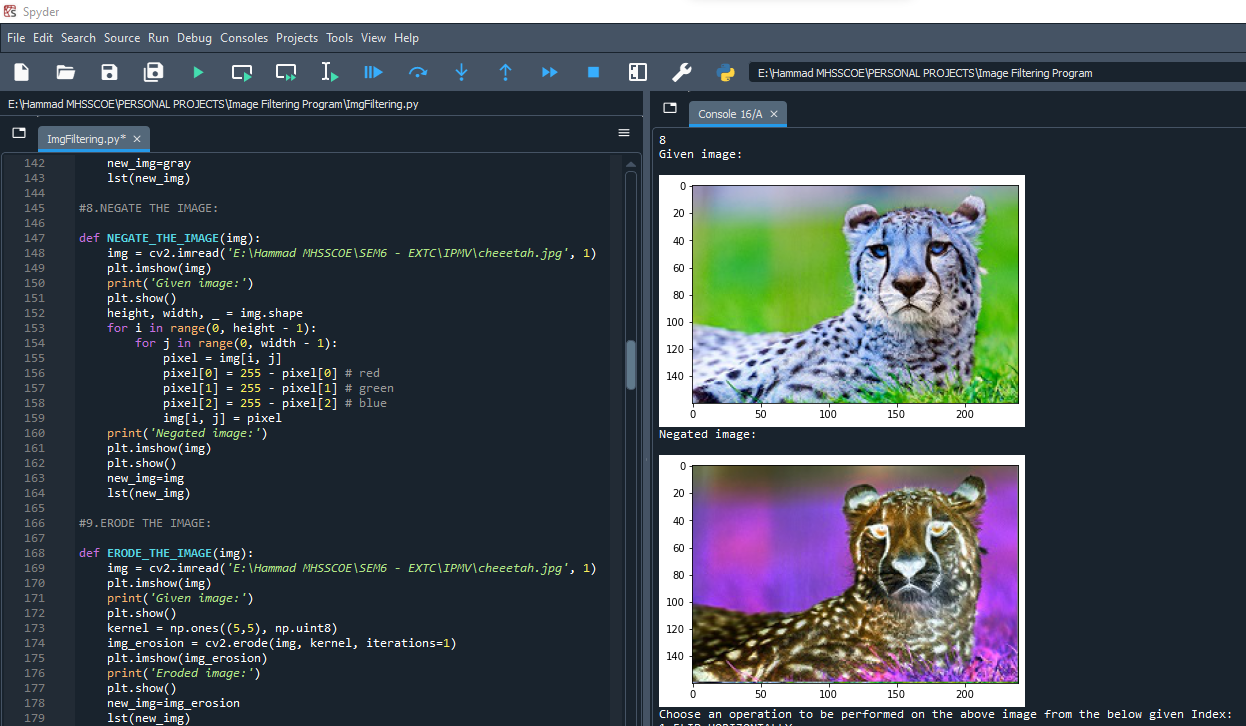 Spyder
File Edit Search Source Run Debug Consoles Projects Tools View Help
E:\Hammad MHSSCOE\PERSONAL PROJECTS\Image Filtering Program
E:\Hammad MHSSCOE\PERSONAL PROJECTS\Image Filtering Program\ImgFiltering.py
ImgFiltering.py*
142 new_img=gray
143 lst(new_img)
144
145 #8.NEGATE THE IMAGE:
146
147 def NEGATE_THE_IMAGE(img):
148 img = cv2.imread('E:\Hammad MHSSCOE\SEM6 - EXTC\IPMV\cheeetah.jpg', 1)
149 plt.imshow(img)
150 print('Given image:')
151 plt.show()
152 height, width, _ = img.shape
153 for i in range(0, height - 1):
154 for j in range(0, width - 1):
155 pixel = img[i, j]
156 pixel[0] = 255 - pixel[0] # red
157 pixel[1] = 255 - pixel[1] # green
158 pixel[2] = 255 - pixel[2] # blue
159 img[i, j] = pixel
160 print('Negated image:')
161 plt.imshow(img)
162 plt.show()
163 new_img=img
164 lst(new_img)
165
166 #9.ERODE THE IMAGE:
167
168 def ERODE_THE_IMAGE(img):
169 img = cv2.imread('E:\Hammad MHSSCOE\SEM6 - EXTC\IPMV\cheeetah.jpg', 1)
170 plt.imshow(img)
171 print('Given image:')
172 plt.show()
173 kernel = np.ones((5,5), np.uint8)
174 img_erosion = cv2.erode(img, kernel, iterations=1)
175 plt.imshow(img_erosion)
176 print('Eroded image:')
177 plt.show()
178 new_img=img_erosion
179 lst(new_img)
Console 16/A
8
Given image:
0
20
40
60
80
100
120
140
0 50 100 150 200
Negated image:
0
20
40
60
80
100
120
140
0 50 100 150 200
Choose an operation to be performed on the above image from the below given Index:
1.FLIP HORIZONTALLY